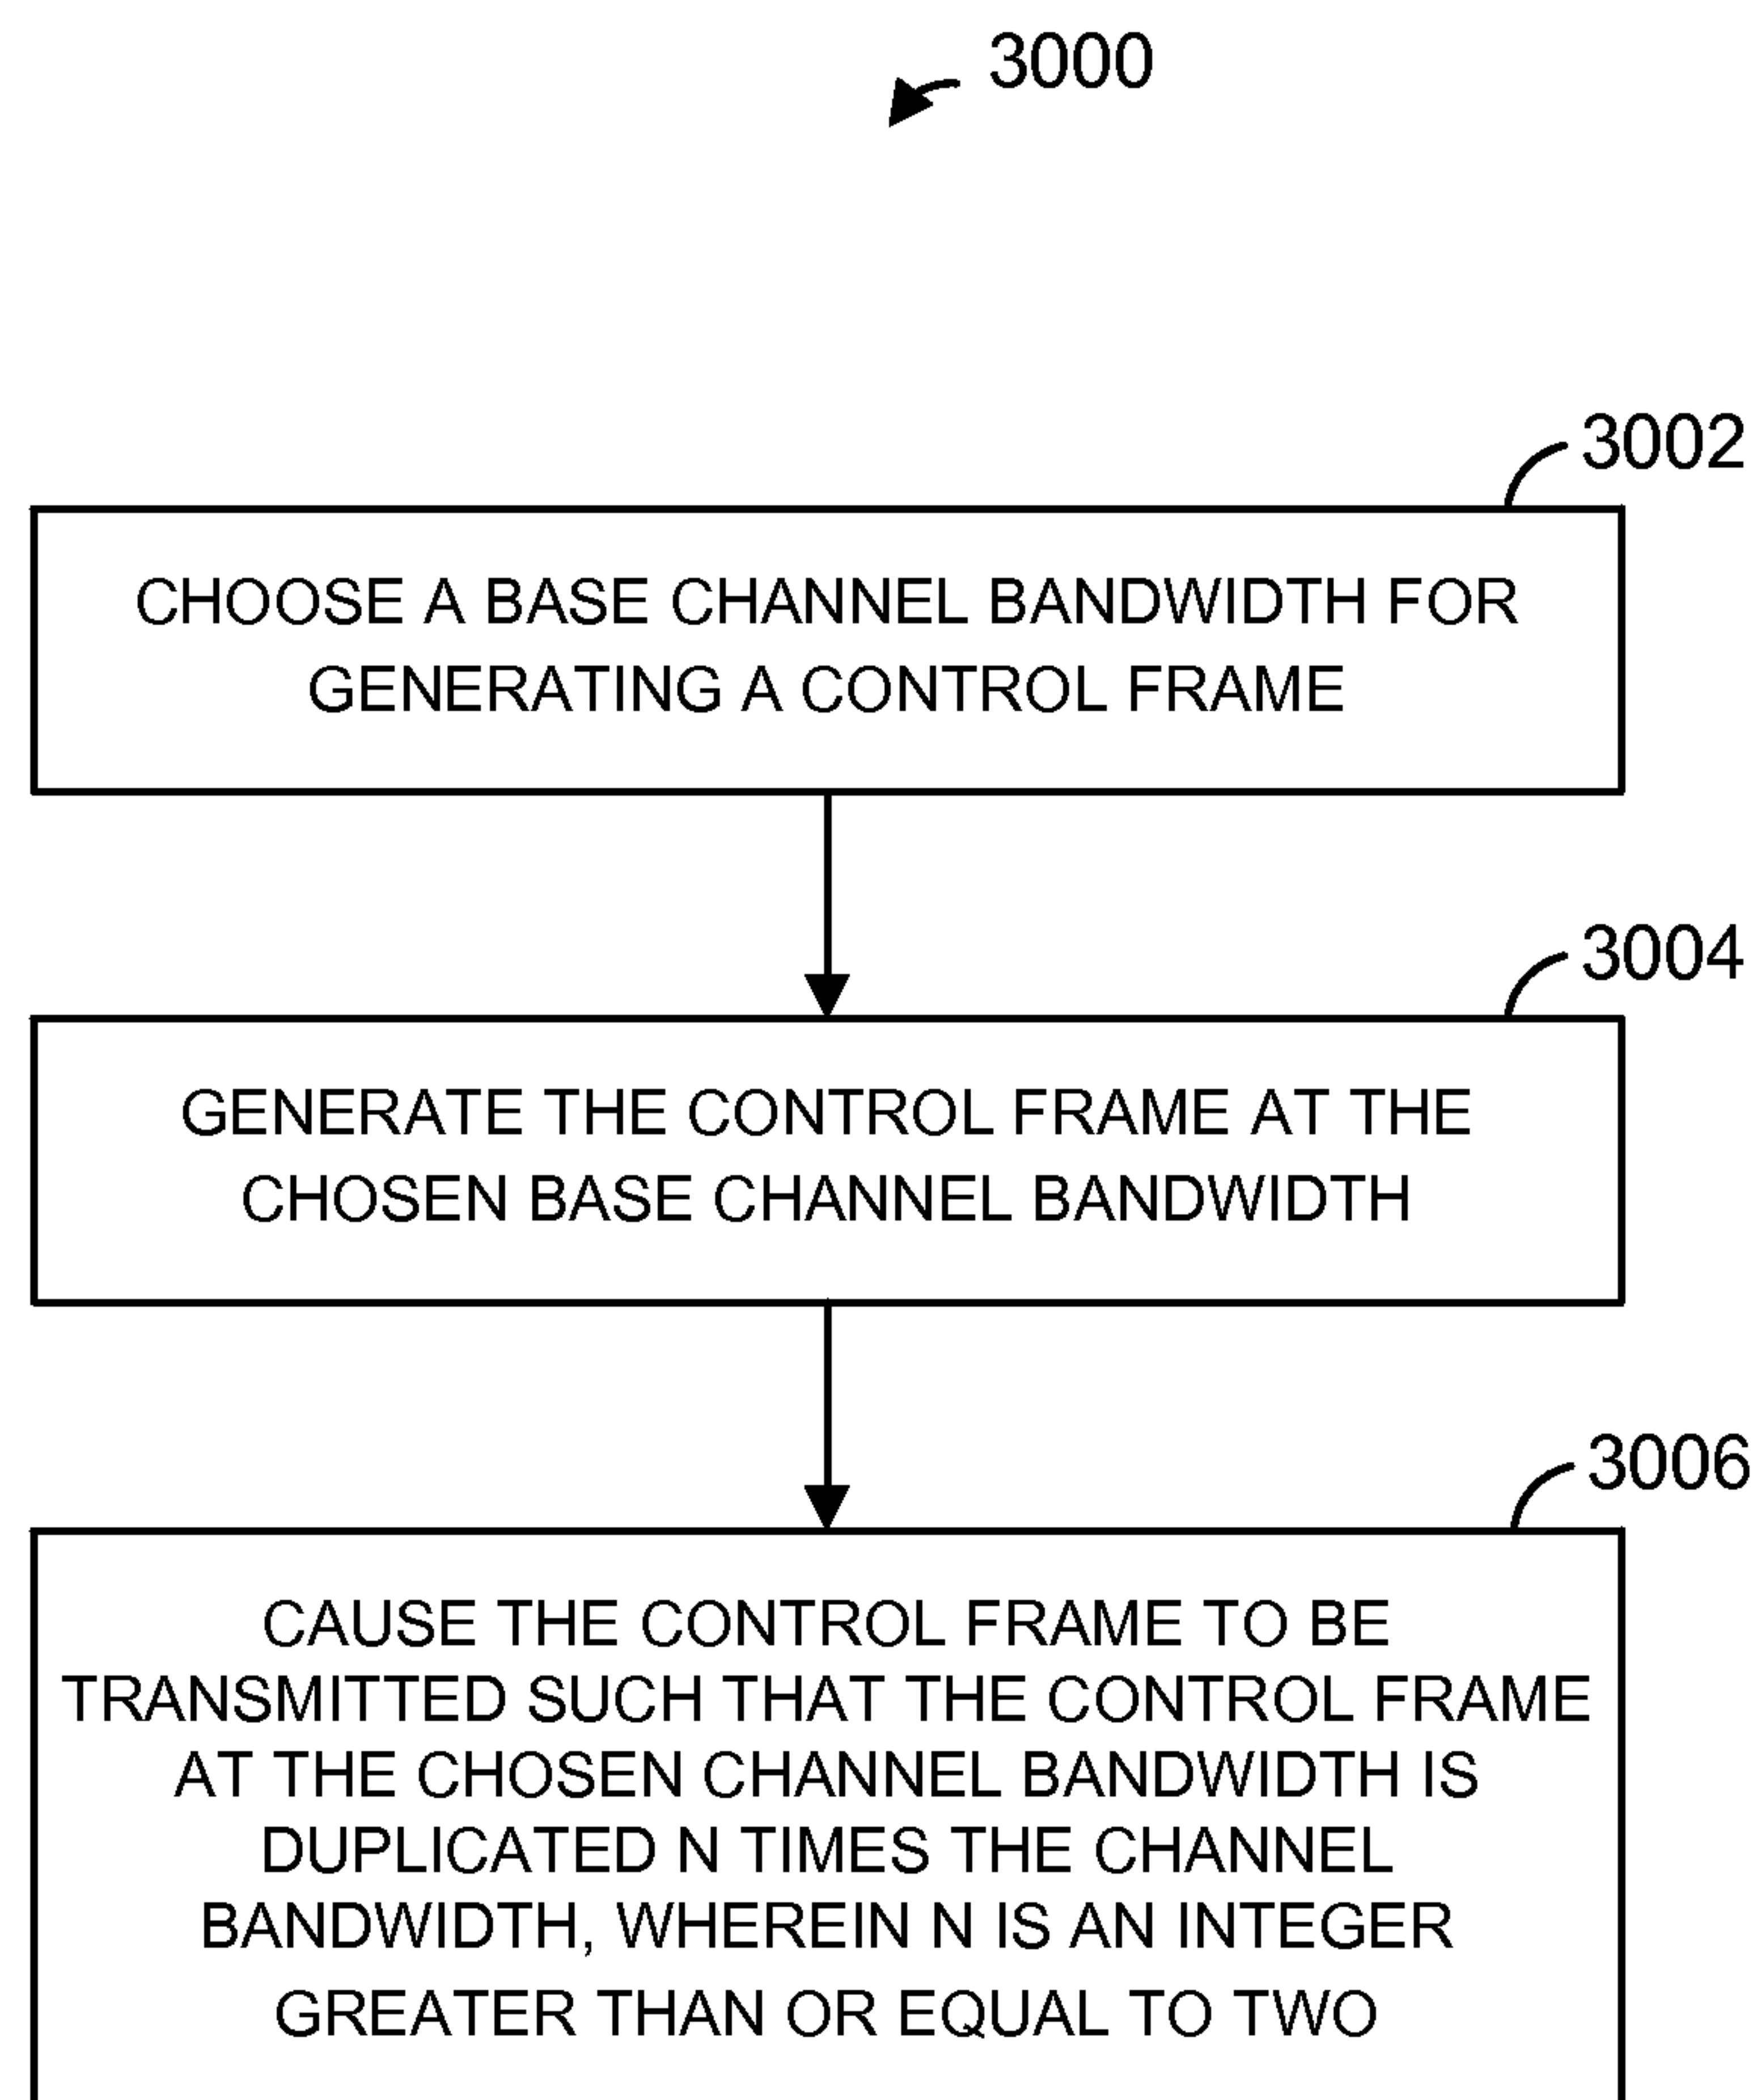 3000
3002
CHOOSE A BASE CHANNEL BANDWIDTH FOR
GENERATING A CONTROL FRAME
3004
GENERATE THE CONTROL FRAME AT THE
CHOSEN BASE CHANNEL BANDWIDTH
3006
CAUSE THE CONTROL FRAME TO BE
TRANSMITTED SUCH THAT THE CONTROL FRAME
AT THE CHOSEN CHANNEL BANDWIDTH IS
DUPLICATED N TIMES THE CHANNEL
BANDWIDTH, WHEREIN N IS AN INTEGER
GREATER THAN OR EQUAL TO TWO